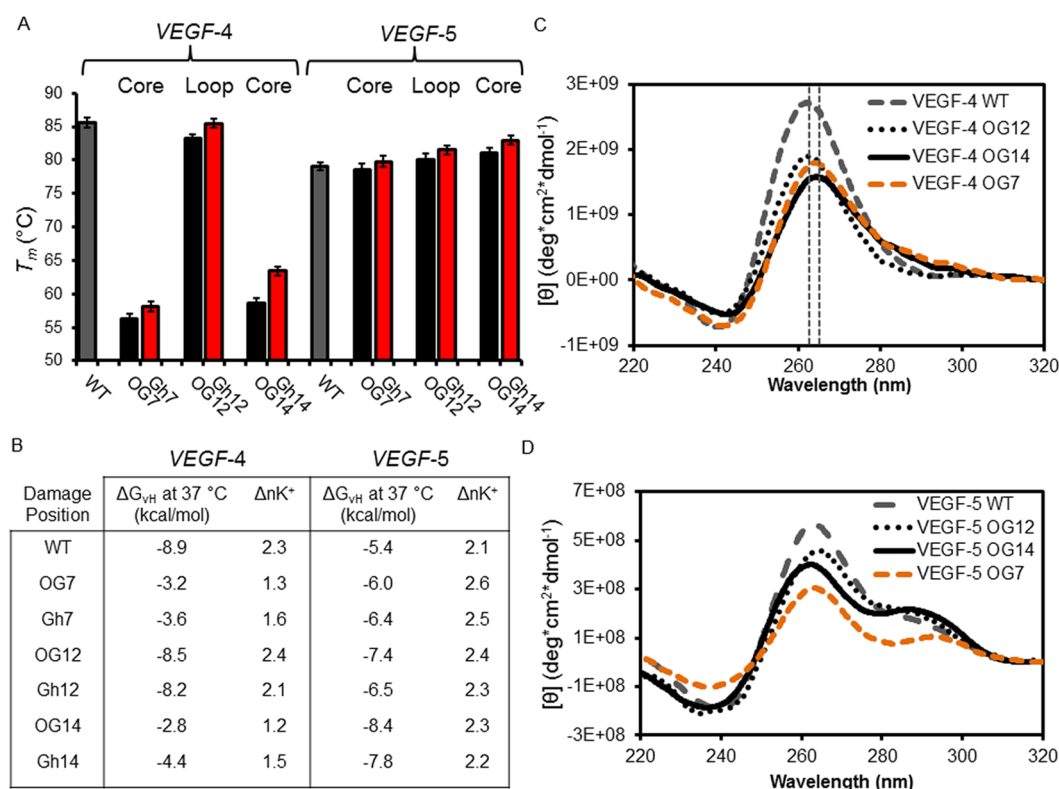 A
VEGF-4 VEGF-5
Core Loop Core Core Loop Core
Tm (°C)
90
85
80
75
70
65
60
55
50
WT OG7 Gh7 OG12 Gh12 OG14 Gh14 WT OG7 Gh7 OG12 Gh12 OG14 Gh14
B
VEGF-4 VEGF-5
Damage Position ΔGvH at 37 °C (kcal/mol) ΔnK+ ΔGvH at 37 °C (kcal/mol) ΔnK+
WT -8.9 2.3 -5.4 2.1
OG7 -3.2 1.3 -6.0 2.6
Gh7 -3.6 1.6 -6.4 2.5
OG12 -8.5 2.4 -7.4 2.4
Gh12 -8.2 2.1 -6.5 2.3
OG14 -2.8 1.2 -8.4 2.3
Gh14 -4.4 1.5 -7.8 2.2
C
[θ] (deg*cm2*dmol-1)
3E+09
2E+09
1E+09
0E+00
-1E+09
VEGF-4 WT
VEGF-4 OG12
VEGF-4 OG14
VEGF-4 OG7
220 240 260 280 300 320
Wavelength (nm)
D
[θ] (deg*cm2*dmol-1)
7E+08
5E+08
3E+08
1E+08
-1E+08
-3E+08
VEGF-5 WT
VEGF-5 OG12
VEGF-5 OG14
VEGF-5 OG7
220 240 260 280 300 320
Wavelength (nm)